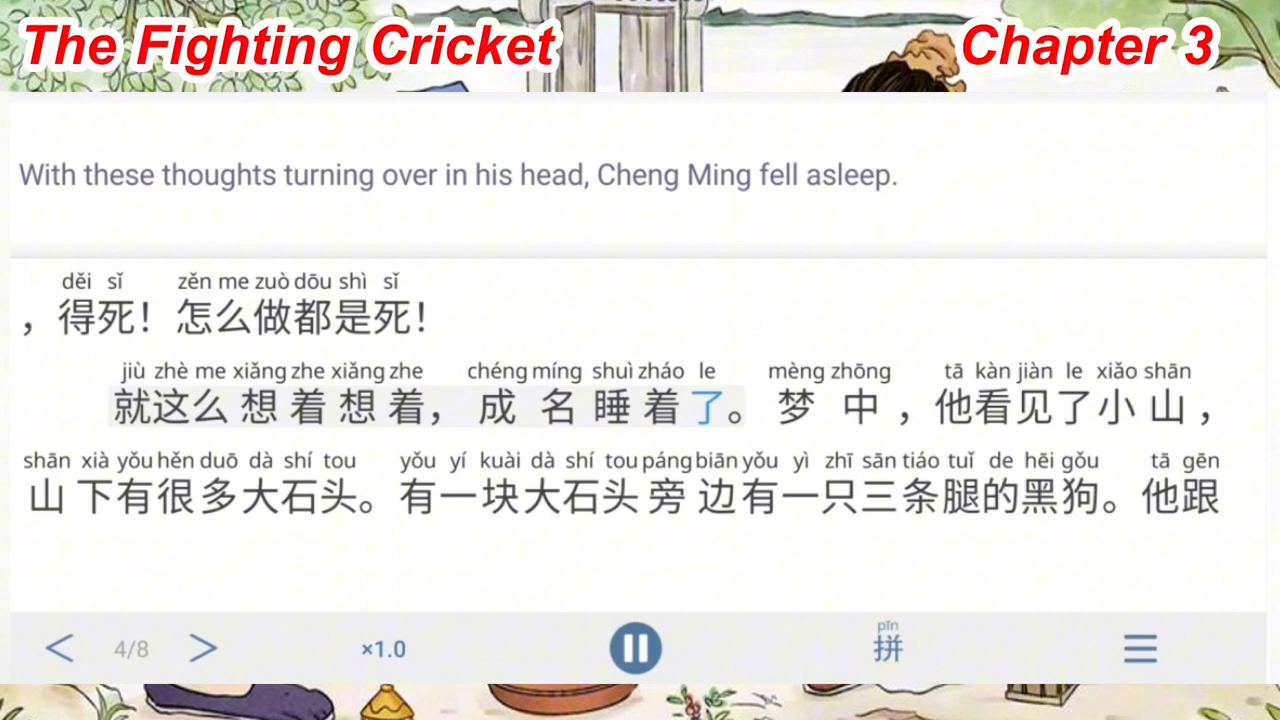 The Fighting Cricket
Chapter 3
With these thoughts turning over in his head, Cheng Ming fell asleep.
děi sǐ zěn me zuò dōu shì sǐ
，得死！怎么做都是死！
jiù zhè me xiǎng zhe xiǎng zhe chéng míng shuì zháo le mèng zhōng tā kàn jiàn le xiǎo shān
就这么想着想着，成名睡着了。梦中，他看见了小山，
shān xià yǒu hěn duō dà shí tou yǒu yí kuài dà shí tou páng biān yǒu yì zhī sān tiáo tuǐ de hēi gǒu tā gēn
山下有很多大石头。有一块大石头旁边有一只三条腿的黑狗。他跟
< 4/8 > ×1.0 pīn
拼